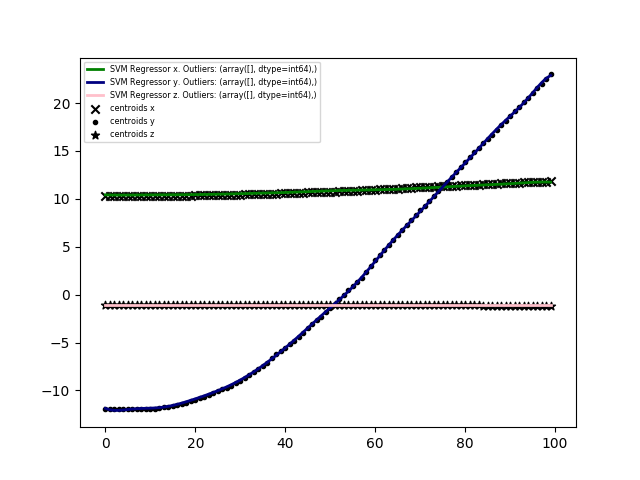 SVM Regressor x. Outliers: (array([], dtype=int64),)
SVM Regressor y. Outliers: (array([], dtype=int64),)
SVM Regressor z. Outliers: (array([], dtype=int64),)
centroids x
centroids y
centroids z
20
15
10
5
0
−5
−10
0 20 40 60 80 100